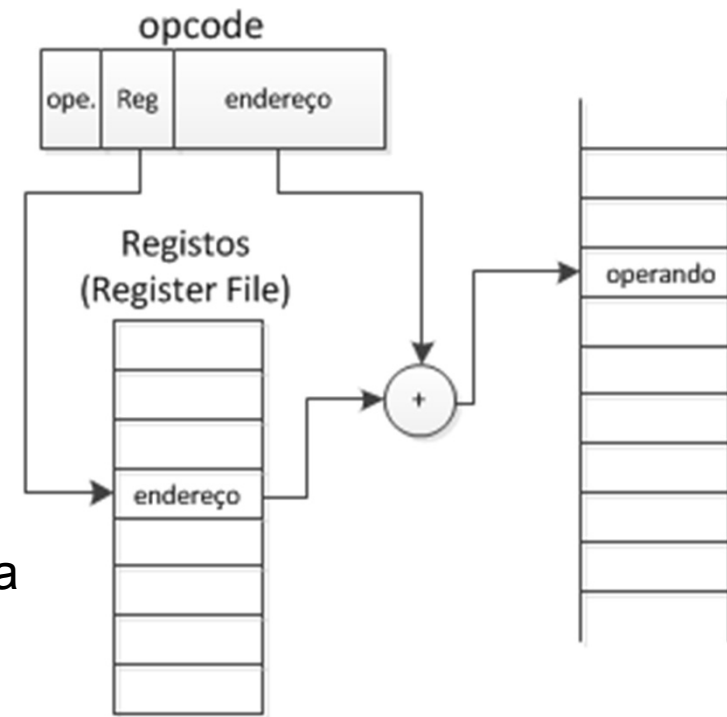 opcode
ope. Reg endereço
Registos
(Register File)
operando
+
endereço
a